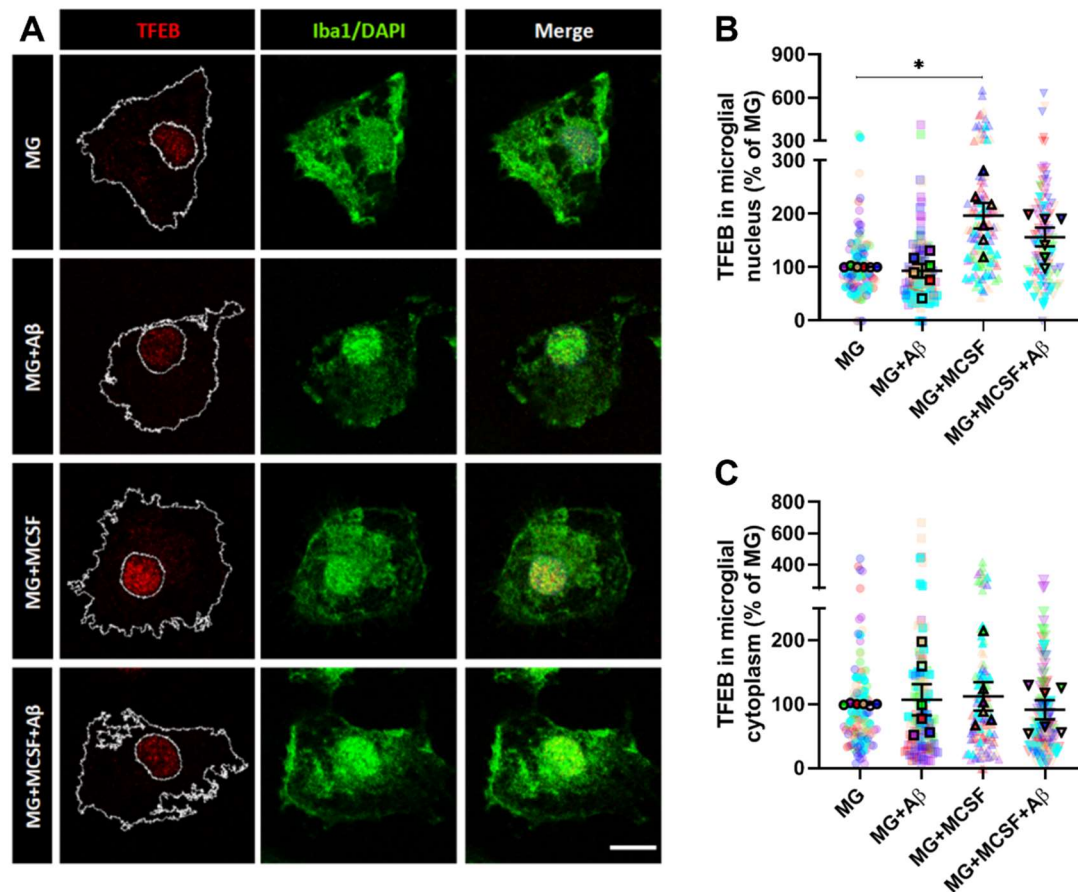 A
TFEB
Iba1/DAPI
Merge
MG
MG+Aβ
MG+MCSF
MG+MCSF+Aβ
B
TFEB in microglial
nucleus (% of MG)
900
600
300
300
200
100
0
*
MG
MG+Aβ
MG+MCSF
MG+MCSF+Aβ
C
TFEB in microglial
cytoplasm (% of MG)
800
600
400
200
100
0
MG
MG+Aβ
MG+MCSF
MG+MCSF+Aβ